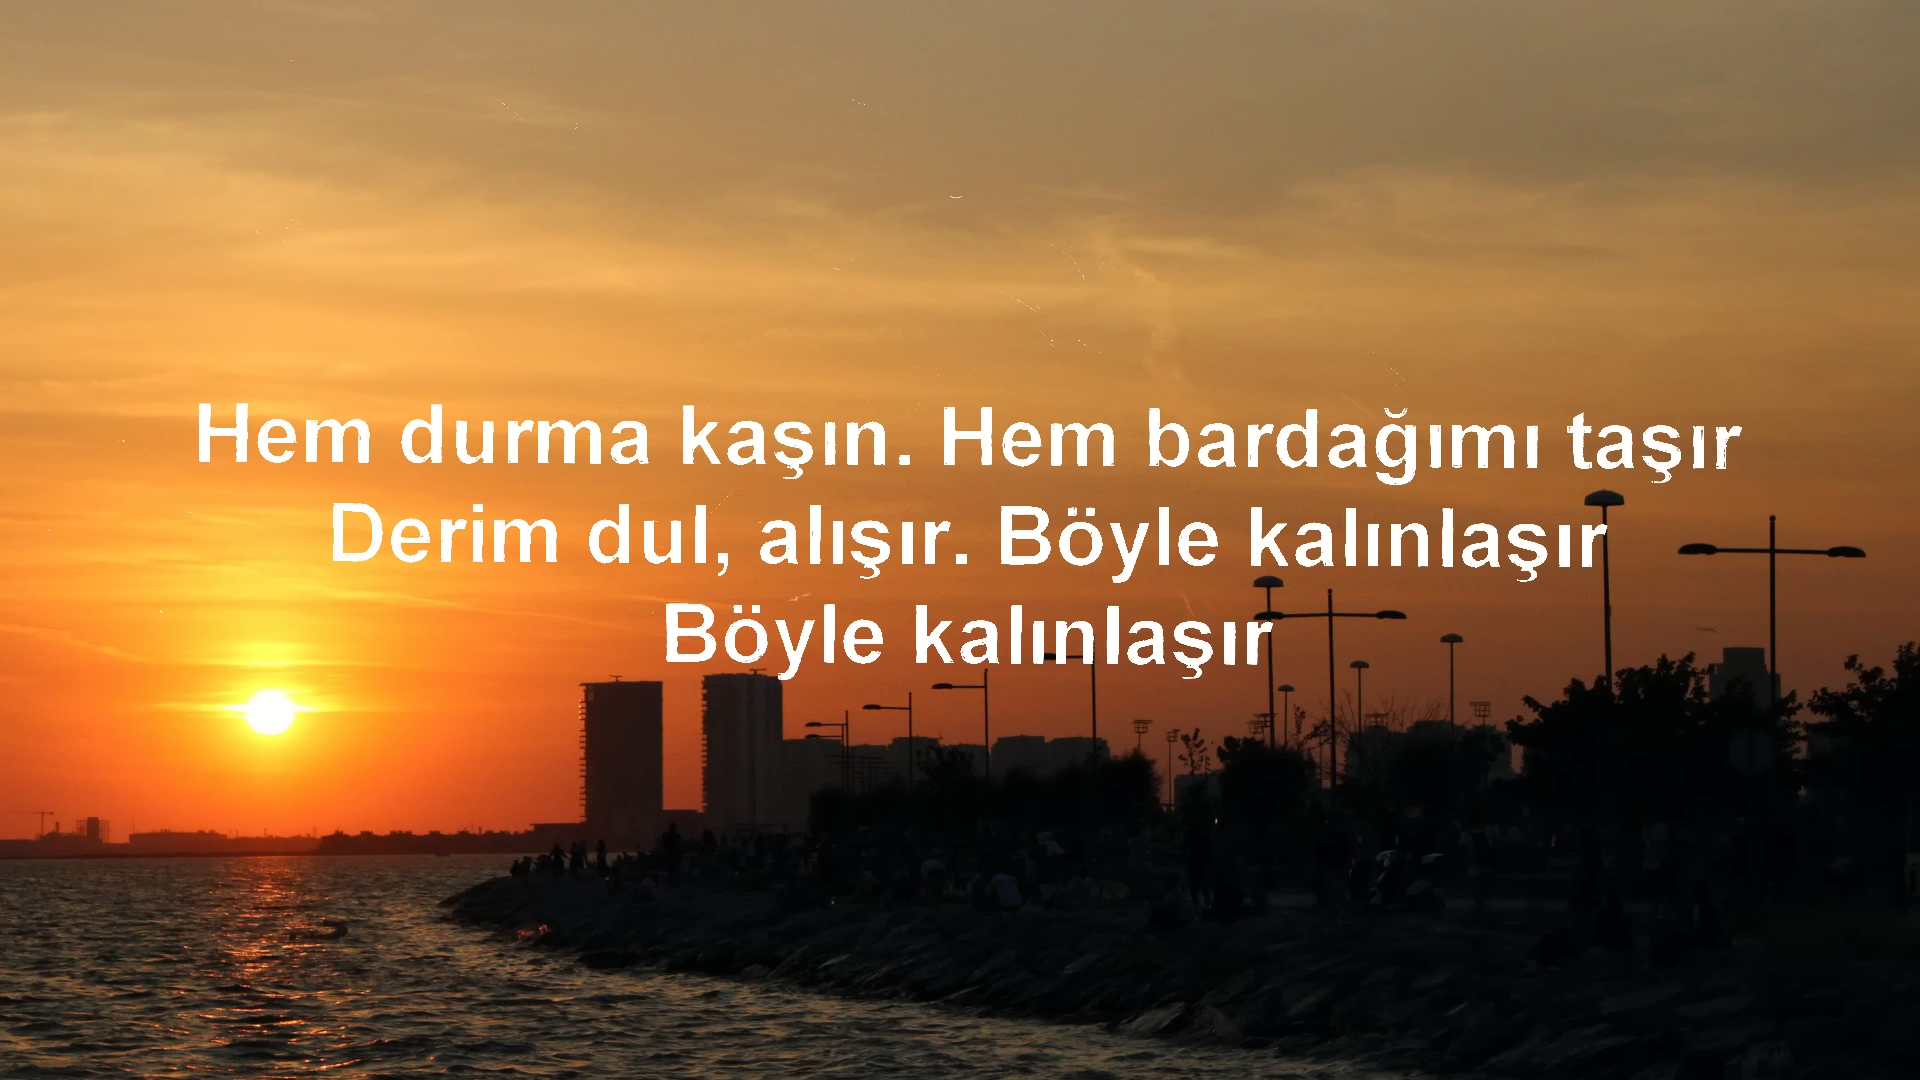 Hem durma kaşın. Hem bardağımı taşır
Derim dul, alışır. Böyle kalınlaşır
Böyle kalınlaşır